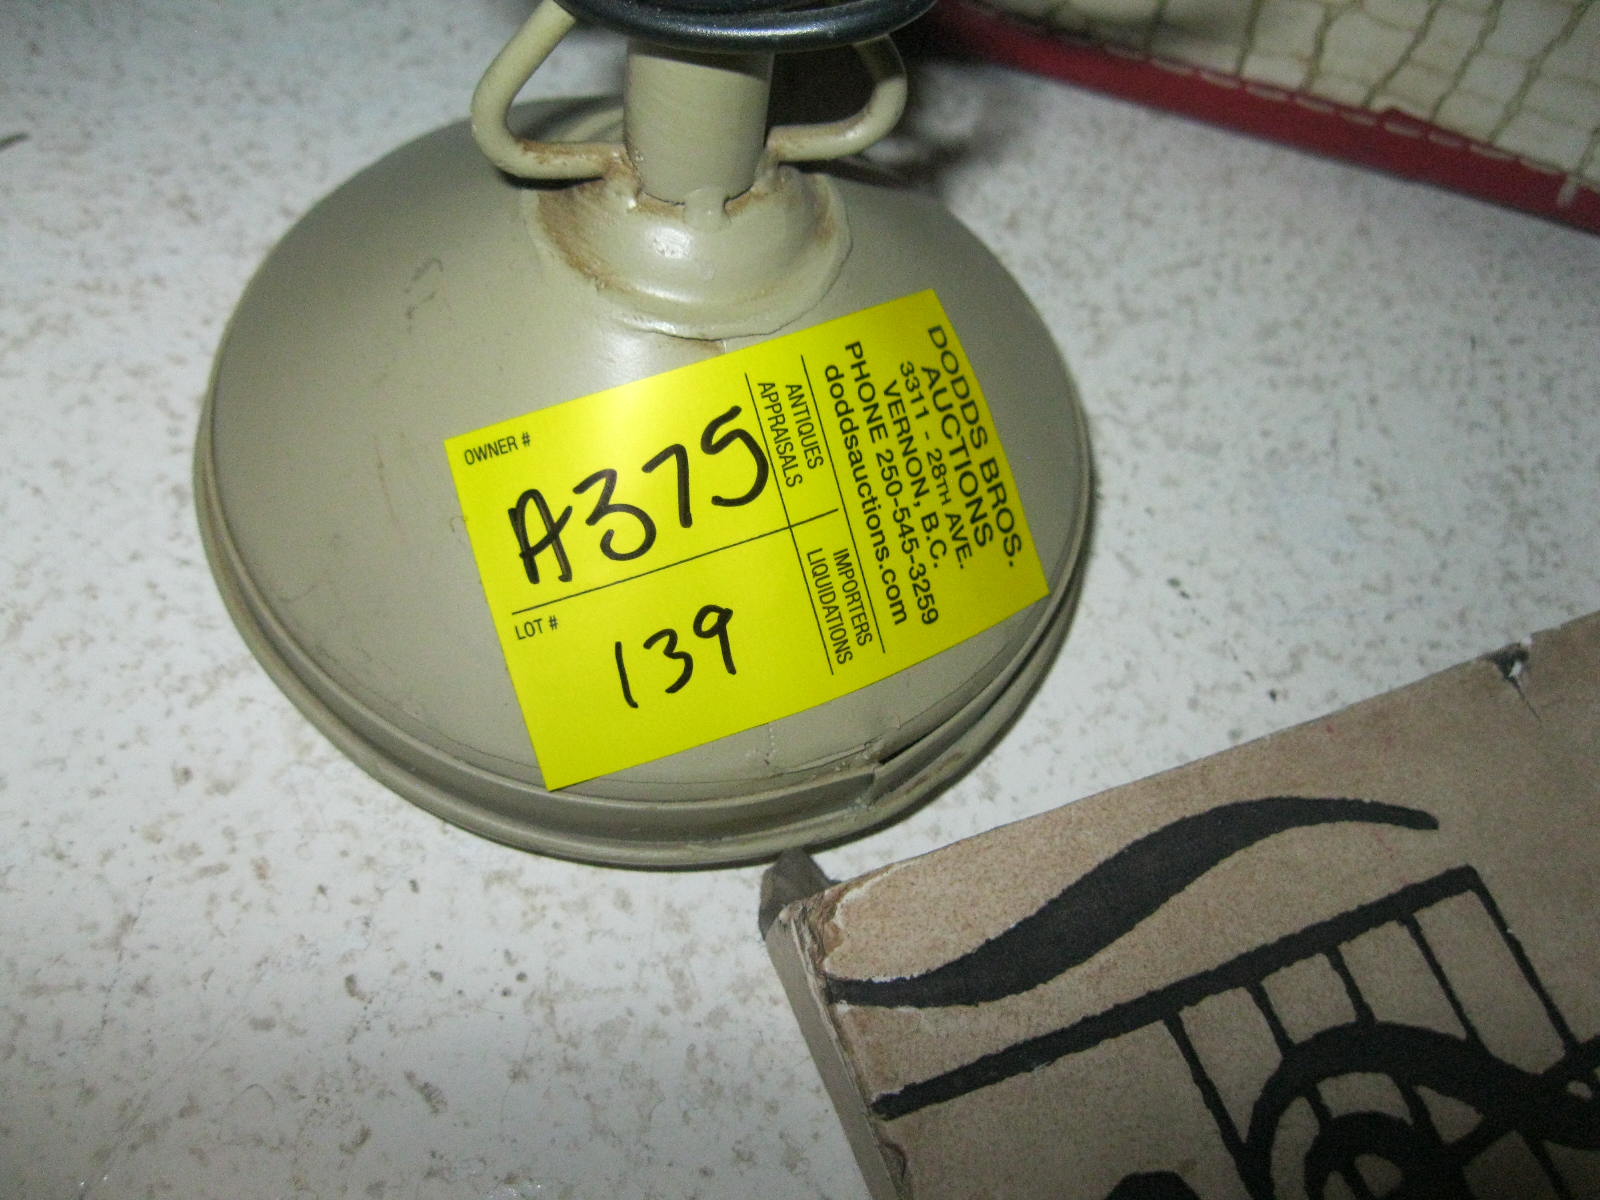 DODDS BROS.
AUCTIONS
3311 - 28TH AVE.
VERNON, B.C.
PHONE 250-545-3259
doddsauctions.com
ANTIQUES
APPRAISALS
IMPORTERS
LIQUIDATIONS
OWNER #
A375
LOT #
139